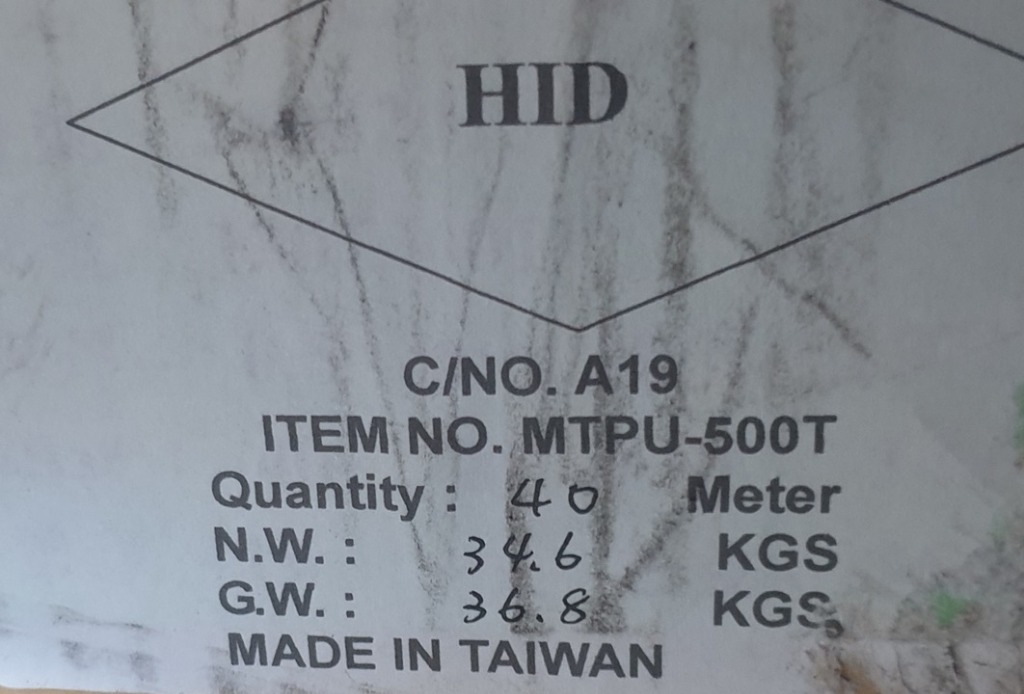 HID
C/NO. A19
ITEM NO. MTPU-500T
Quantity : 40 Meter
N.W. : 34.6 KGS
G.W. : 36.8 KGS
MADE IN TAIWAN